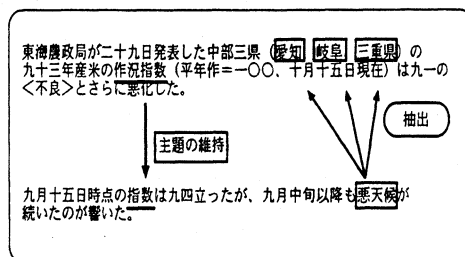 東海農政局が二十九日発表した中部三県（愛知 岐阜 三重県）の
九十三年産米の作況指数（平年作＝一〇〇、十月十五日現在）は九一の
＜不良＞とさらに悪化した。
抽出
主題の維持
九月十五日時点の指数は九四立ったが、九月中旬以降も悪天候が
続いたのが響いた。